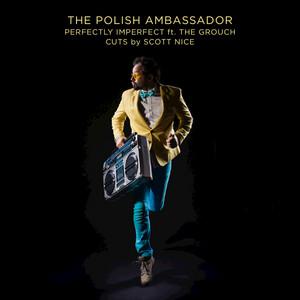 THE POLISH AMBASSADOR
PERFECTLY IMPERFECT ft. THE GROUCH
CUTS by SCOTT NICE